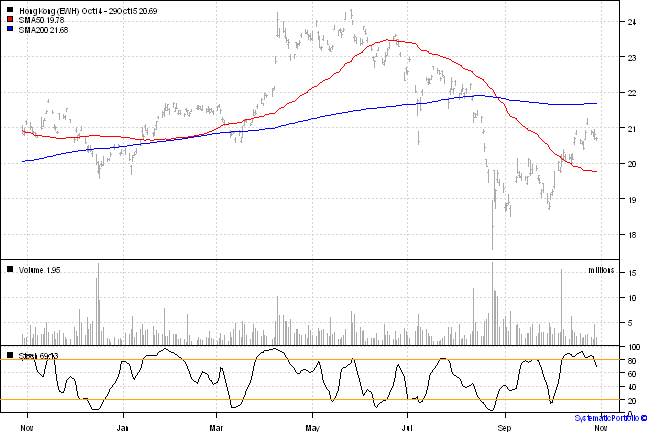 Hong Kong (EWH) Oct14 - 29Oct15 20.69
SMA50 19.78
SMA200 21.68
24
23
22
21
20
19
18
Volume 1.95
millions
15
10
5
Stoch 69.13
100
80
60
40
20
0
Nov Jan Mar May Jul Sep Nov
SystematicPortfolio ©